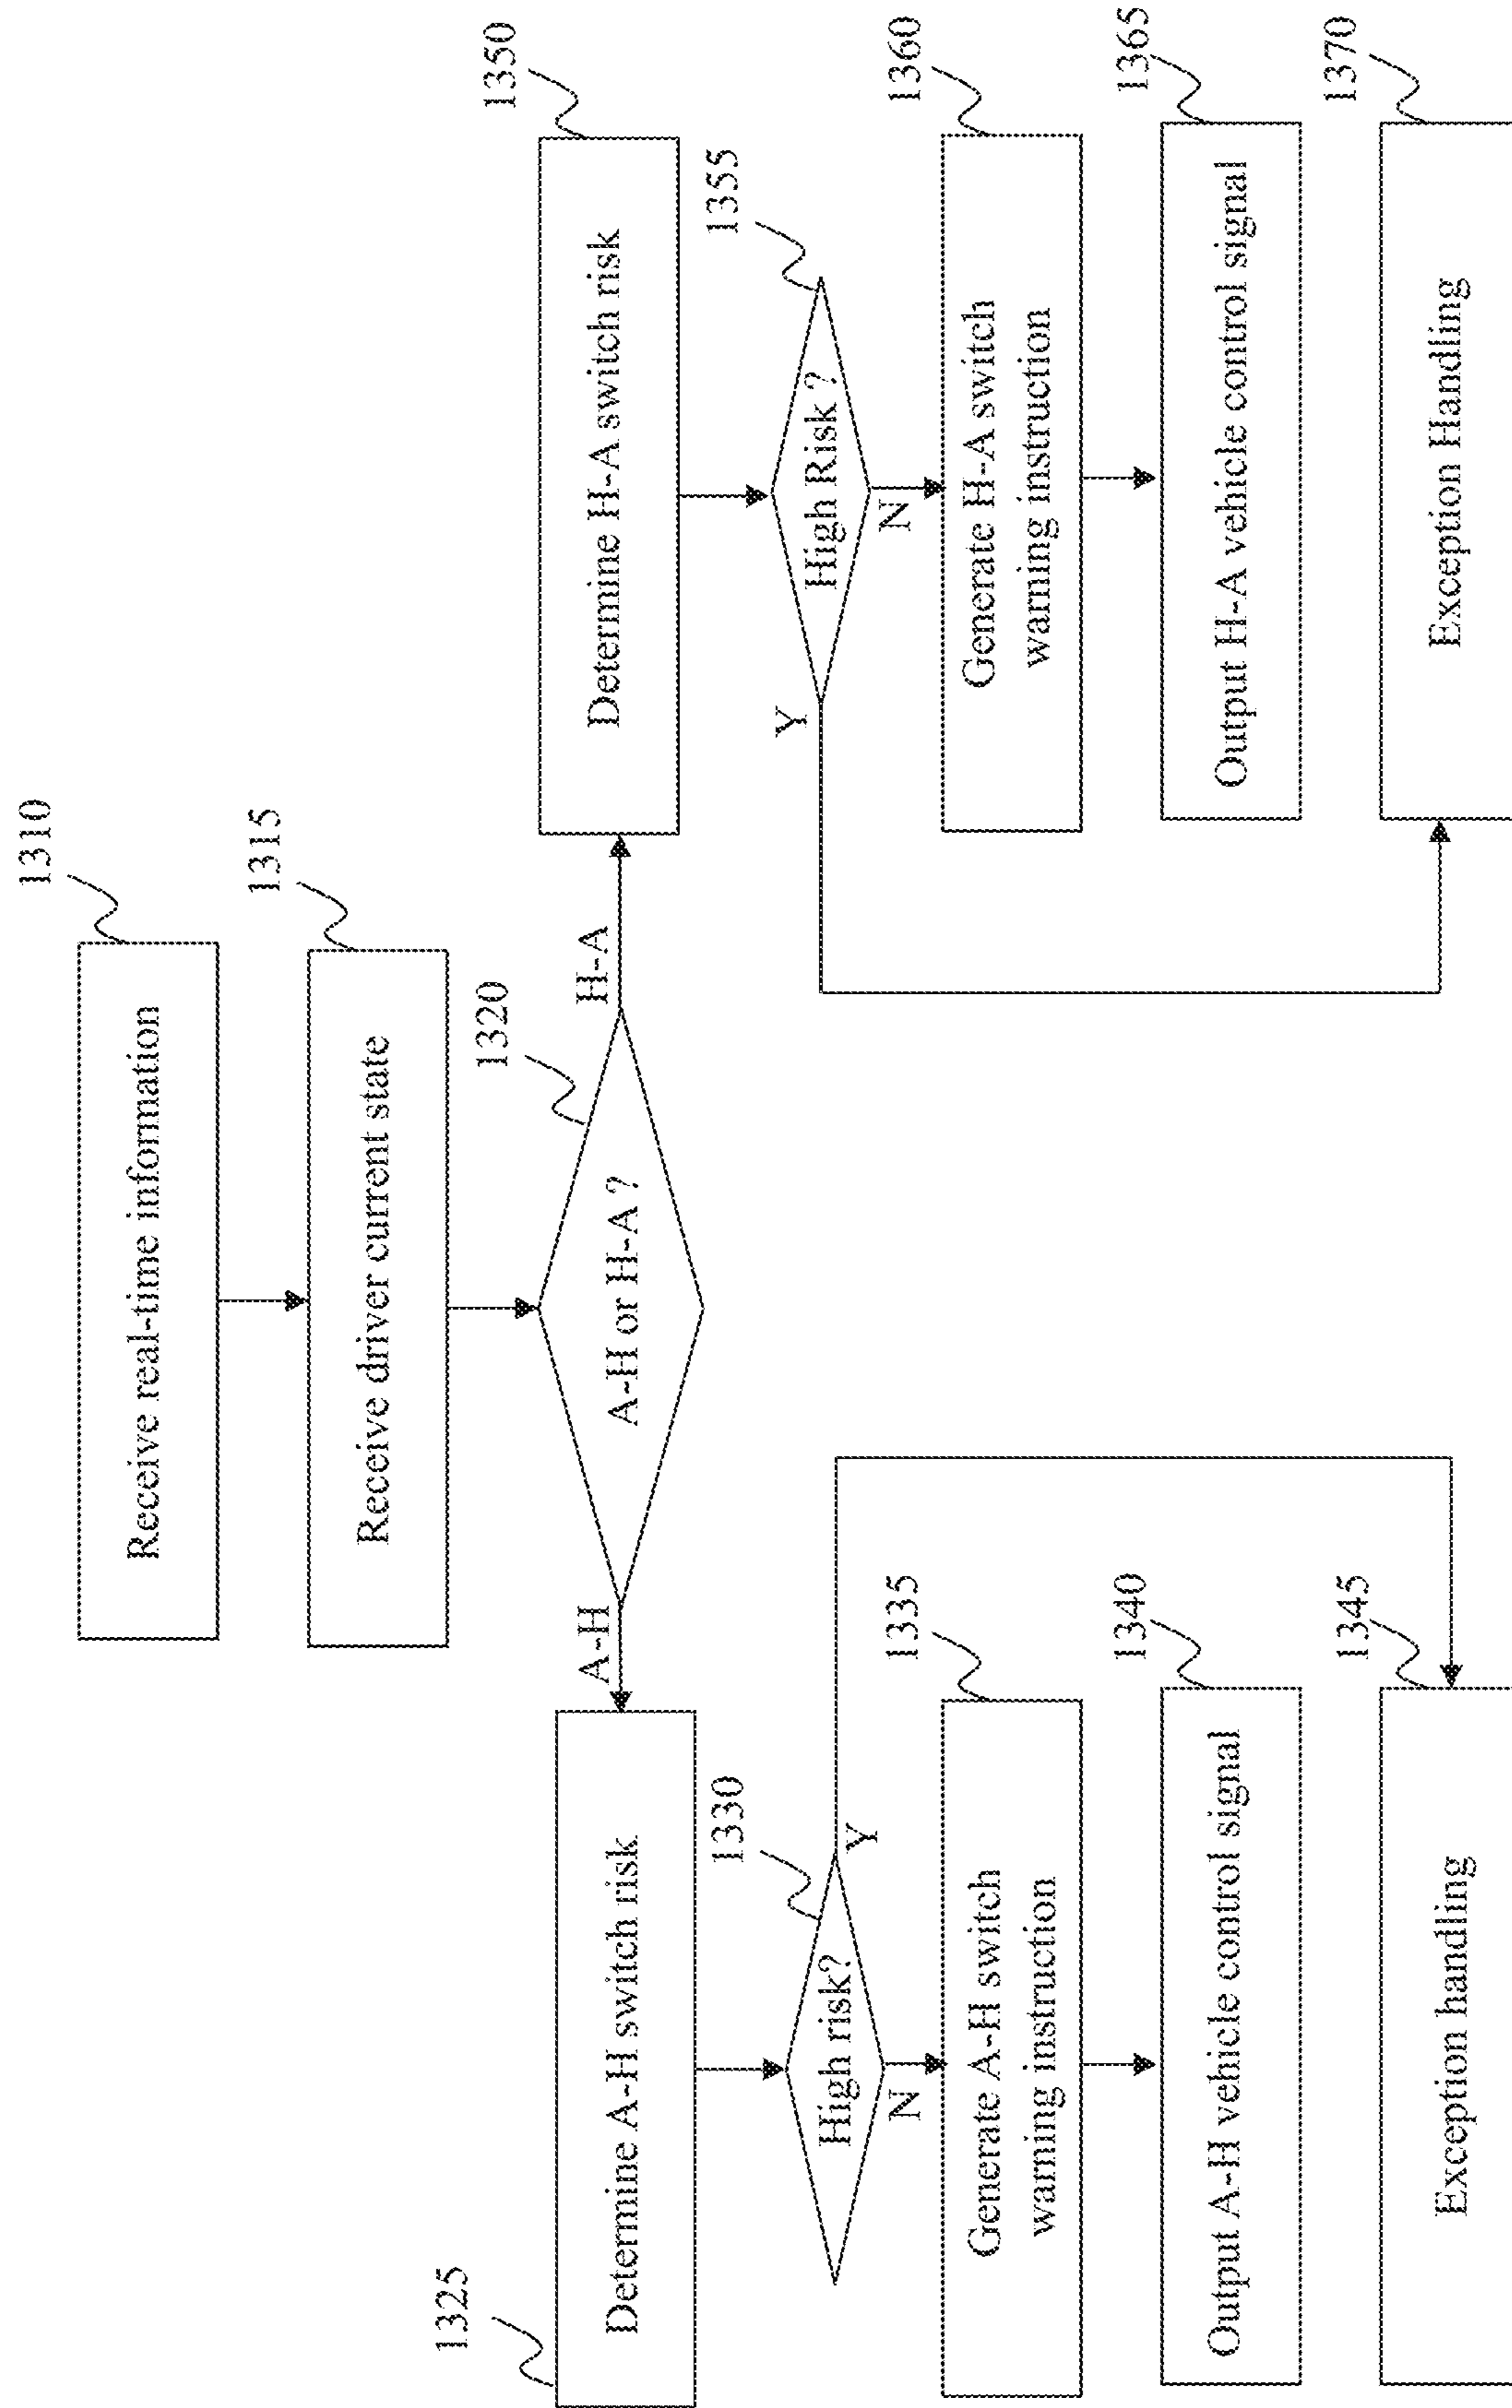 1310
Receive real-time information
1315
Receive driver current state
1320
A-H or H-A ?
A-H
H-A
1325
Determine A-H switch risk
1330
High risk?
Y
N
1335
Generate A-H switch
warning instruction
1340
Output A-H vehicle control signal
1345
Exception handling
1350
Determine H-A switch risk
1355
High Risk ?
Y
N
1360
Generate H-A switch
warning instruction
1365
Output H-A vehicle control signal
1370
Exception Handling